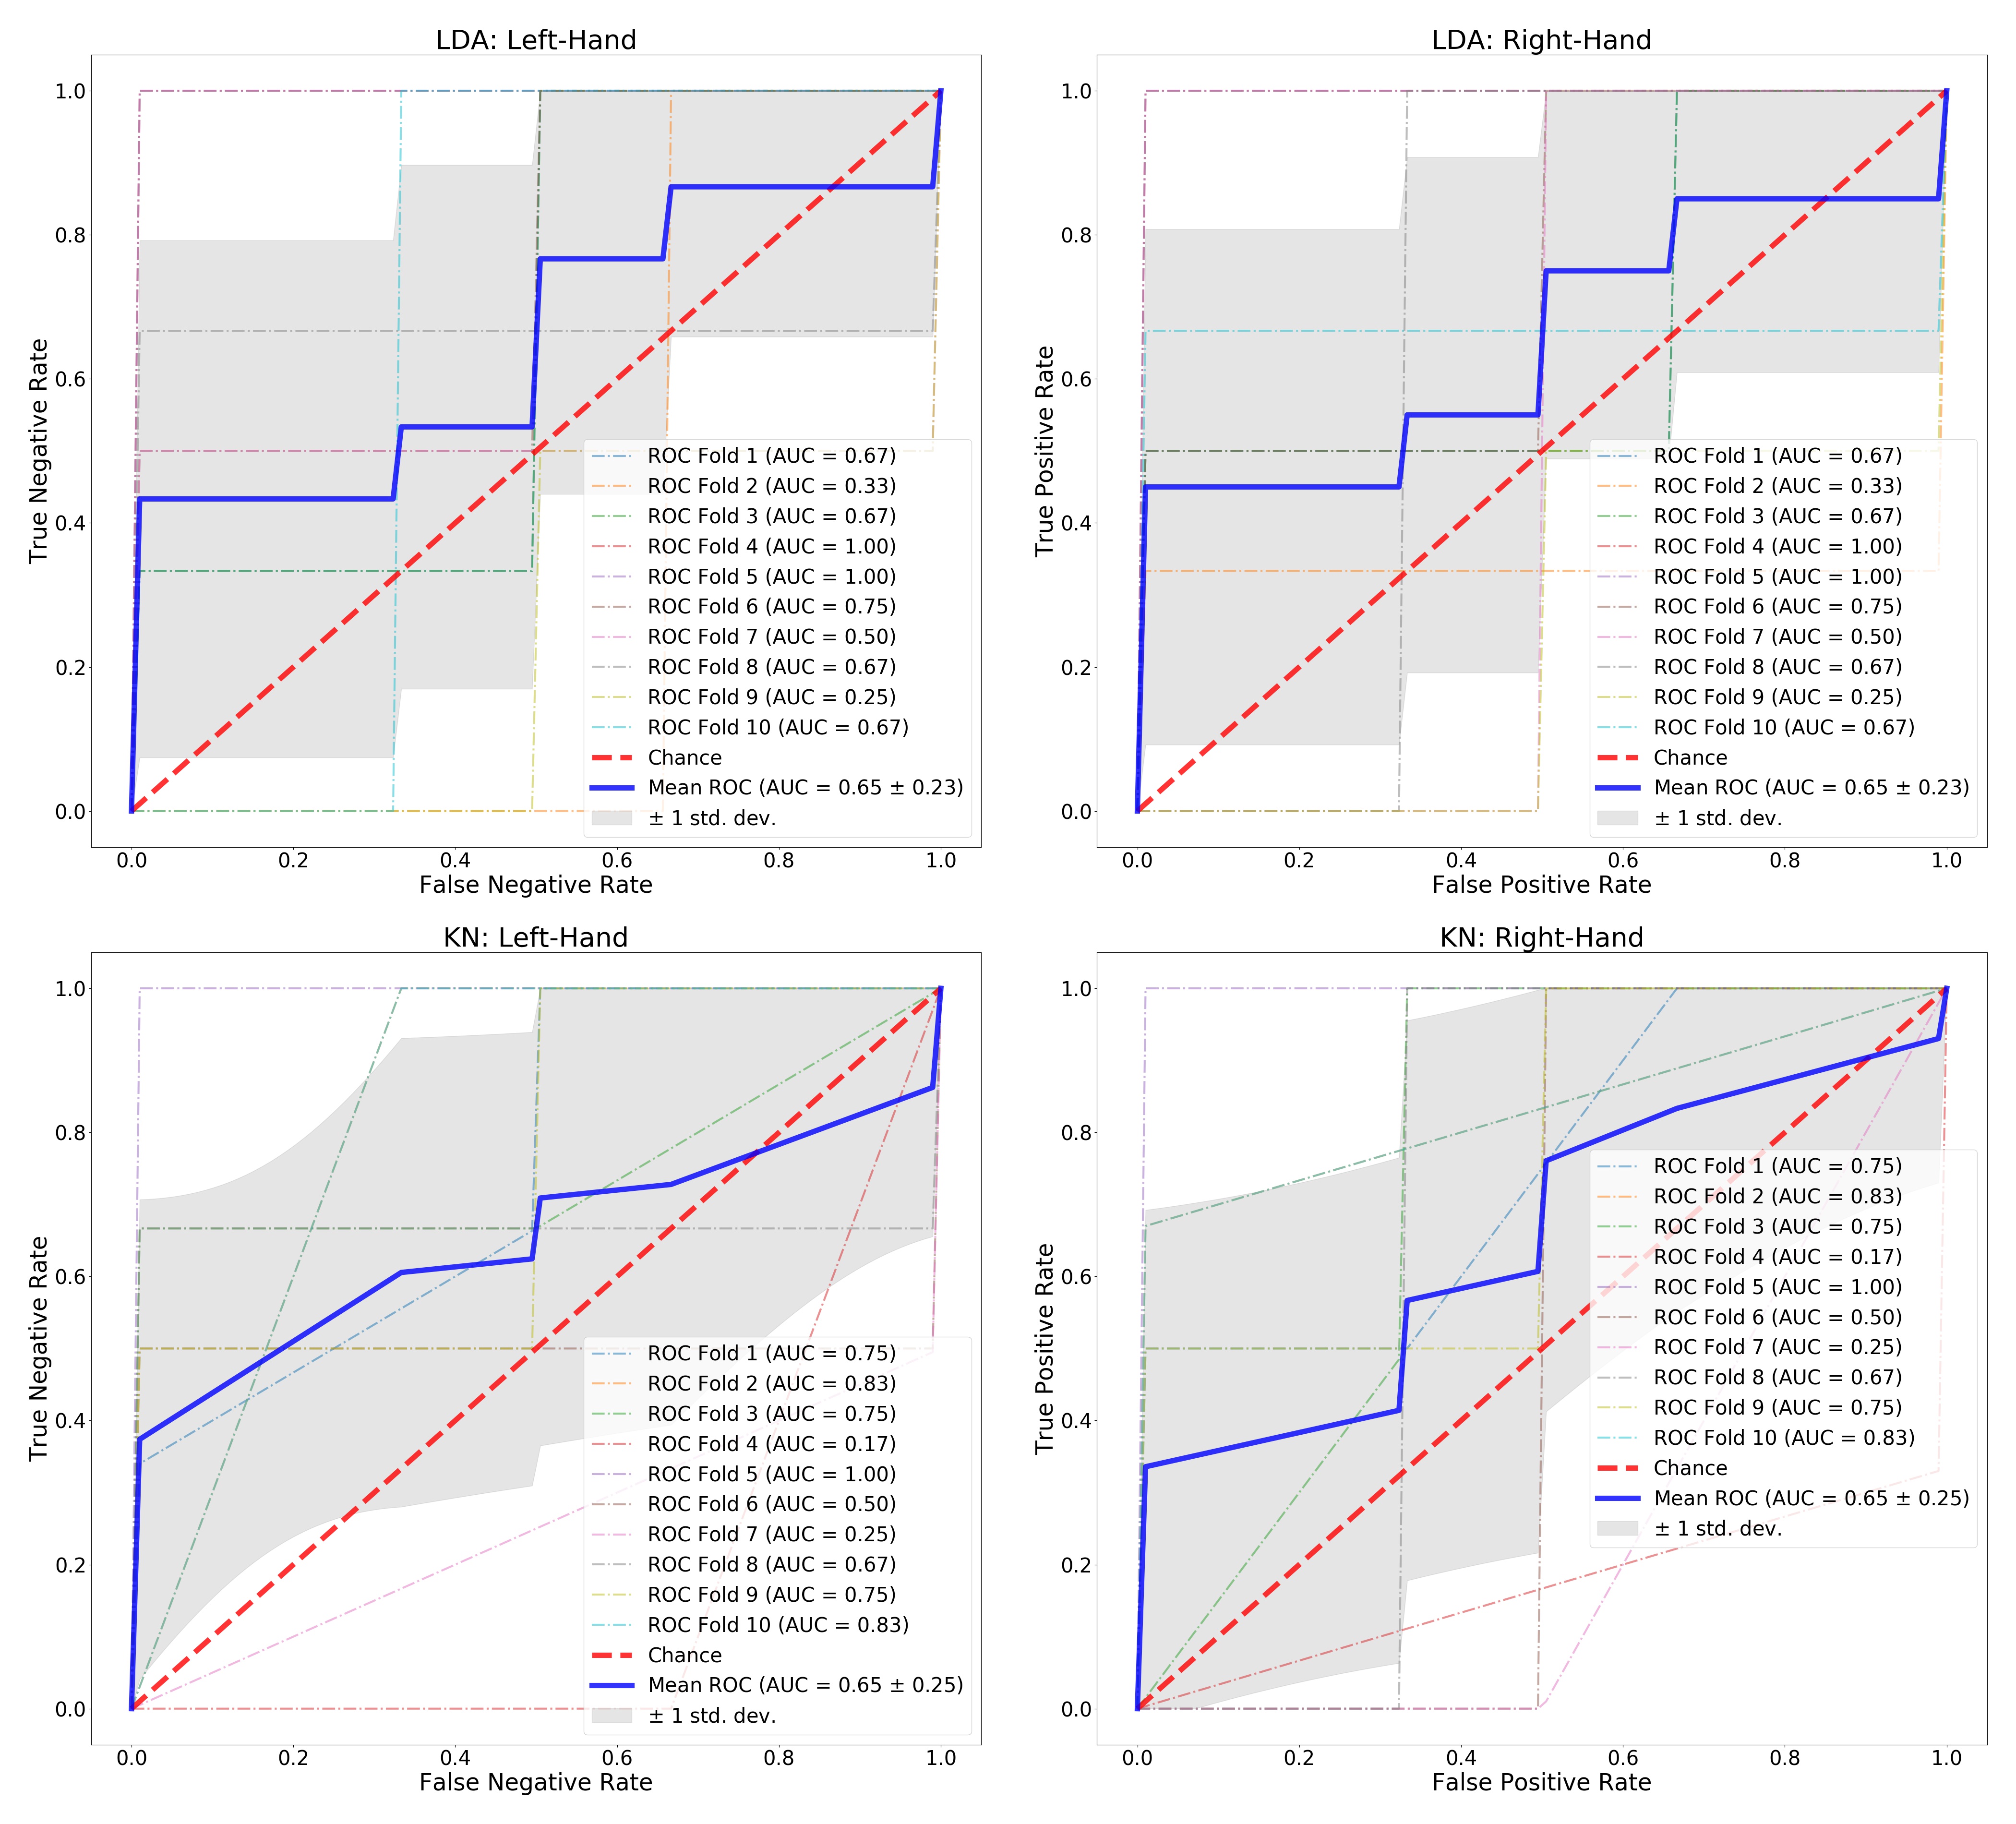 LDA: Left-Hand
True Negative Rate
1.0
0.8
0.6
0.4
0.2
0.0
ROC Fold 1 (AUC = 0.67)
ROC Fold 2 (AUC = 0.33)
ROC Fold 3 (AUC = 0.67)
ROC Fold 4 (AUC = 1.00)
ROC Fold 5 (AUC = 1.00)
ROC Fold 6 (AUC = 0.75)
ROC Fold 7 (AUC = 0.50)
ROC Fold 8 (AUC = 0.67)
ROC Fold 9 (AUC = 0.25)
ROC Fold 10 (AUC = 0.67)
Chance
Mean ROC (AUC = 0.65 ± 0.23)
± 1 std. dev.
0.0 0.2 0.4 0.6 0.8 1.0
False Negative Rate
LDA: Right-Hand
True Positive Rate
1.0
0.8
0.6
0.4
0.2
0.0
ROC Fold 1 (AUC = 0.67)
ROC Fold 2 (AUC = 0.33)
ROC Fold 3 (AUC = 0.67)
ROC Fold 4 (AUC = 1.00)
ROC Fold 5 (AUC = 1.00)
ROC Fold 6 (AUC = 0.75)
ROC Fold 7 (AUC = 0.50)
ROC Fold 8 (AUC = 0.67)
ROC Fold 9 (AUC = 0.25)
ROC Fold 10 (AUC = 0.67)
Chance
Mean ROC (AUC = 0.65 ± 0.23)
± 1 std. dev.
0.0 0.2 0.4 0.6 0.8 1.0
False Positive Rate
KN: Left-Hand
True Negative Rate
1.0
0.8
0.6
0.4
0.2
0.0
ROC Fold 1 (AUC = 0.75)
ROC Fold 2 (AUC = 0.83)
ROC Fold 3 (AUC = 0.75)
ROC Fold 4 (AUC = 0.17)
ROC Fold 5 (AUC = 1.00)
ROC Fold 6 (AUC = 0.50)
ROC Fold 7 (AUC = 0.25)
ROC Fold 8 (AUC = 0.67)
ROC Fold 9 (AUC = 0.75)
ROC Fold 10 (AUC = 0.83)
Chance
Mean ROC (AUC = 0.65 ± 0.25)
± 1 std. dev.
0.0 0.2 0.4 0.6 0.8 1.0
False Negative Rate
KN: Right-Hand
True Positive Rate
1.0
0.8
0.6
0.4
0.2
0.0
ROC Fold 1 (AUC = 0.75)
ROC Fold 2 (AUC = 0.83)
ROC Fold 3 (AUC = 0.75)
ROC Fold 4 (AUC = 0.17)
ROC Fold 5 (AUC = 1.00)
ROC Fold 6 (AUC = 0.50)
ROC Fold 7 (AUC = 0.25)
ROC Fold 8 (AUC = 0.67)
ROC Fold 9 (AUC = 0.75)
ROC Fold 10 (AUC = 0.83)
Chance
Mean ROC (AUC = 0.65 ± 0.25)
± 1 std. dev.
0.0 0.2 0.4 0.6 0.8 1.0
False Positive Rate